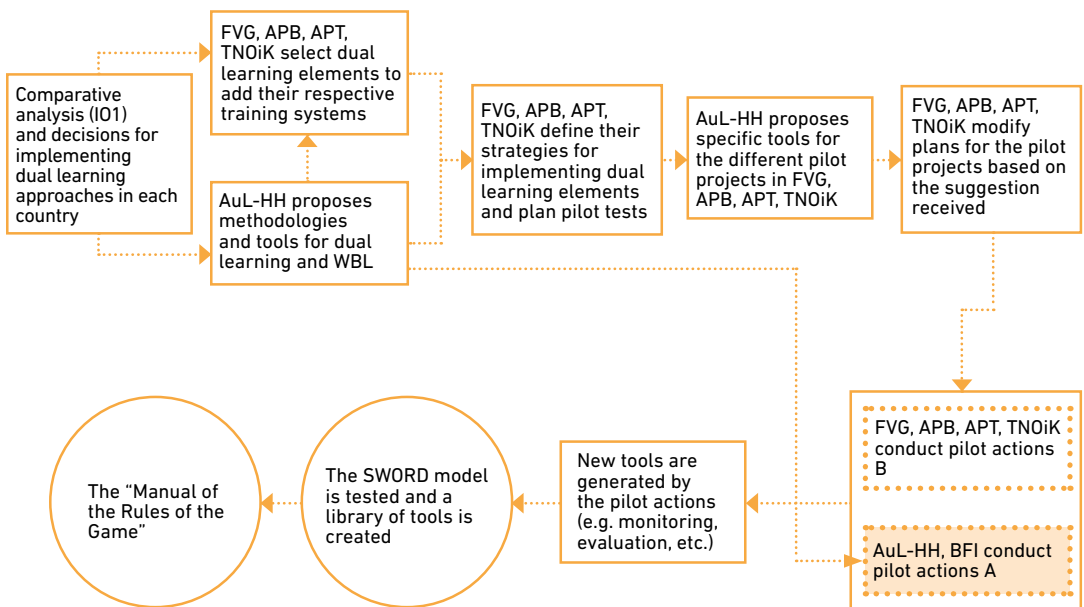 Comparative
analysis (IO1)
and decisions for
implementing
dual learning
approaches in each
country
FVG, APB, APT,
TNOiK select dual
learning elements to
add their respective
training systems
AuL-HH proposes
methodologies
and tools for dual
learning and WBL
FVG, APB, APT,
TNOiK define their
strategies for
implementing dual
learning elements
and plan pilot tests
AuL-HH proposes
specific tools for
the different pilot
projects in FVG,
APB, APT, TNOiK
FVG, APB, APT,
TNOiK modify
plans for the pilot
projects based on
the suggestion
received
FVG, APB, APT, TNOiK
conduct pilot actions
B
AuL-HH, BFI conduct
pilot actions A
New tools are
generated by
the pilot actions
(e.g. monitoring,
evaluation, etc.)
The SWORD model
is tested and a
library of tools is
created
The “Manual of
the Rules of the
Game”